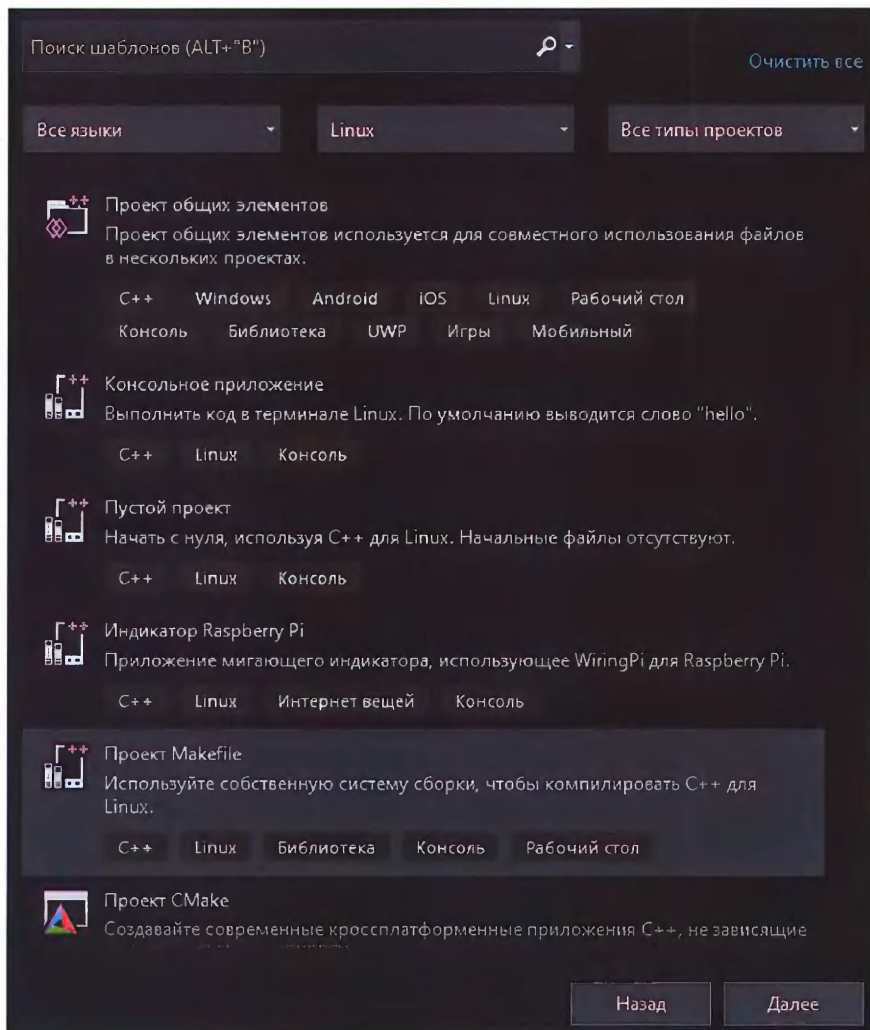 Поиск шаблонов (ALT+"В")
Очистить все
Все языки
Linux
Все типы проектов
Проект общих элементов
Проект общих элементов используется для совместного использования файлов
в нескольких проектах.
C++ Windows Android iOS Linux Рабочий стол
Консоль Библиотека UWP Игры Мобильный
Консольное приложение
Выполнить код в терминале Linux. По умолчанию выводится слово "hello".
C++ Linux Консоль
Пустой проект
Начать с нуля, используя C++ для Linux. Начальные файлы отсутствуют.
C++ Linux Консоль
Индикатор Raspberry Pi
Приложение мигающего индикатора, использующее WiringPi для Raspberry Pi.
C++ Linux Интернет вещей Консоль
Проект Makefile
Используйте собственную систему сборки, чтобы компилировать C++ для
Linux.
C++ Linux Библиотека Консоль Рабочий стол
Проект CMake
Создавайте современные кроссплатформенные приложения C++, не зависящие
Назад
Далее